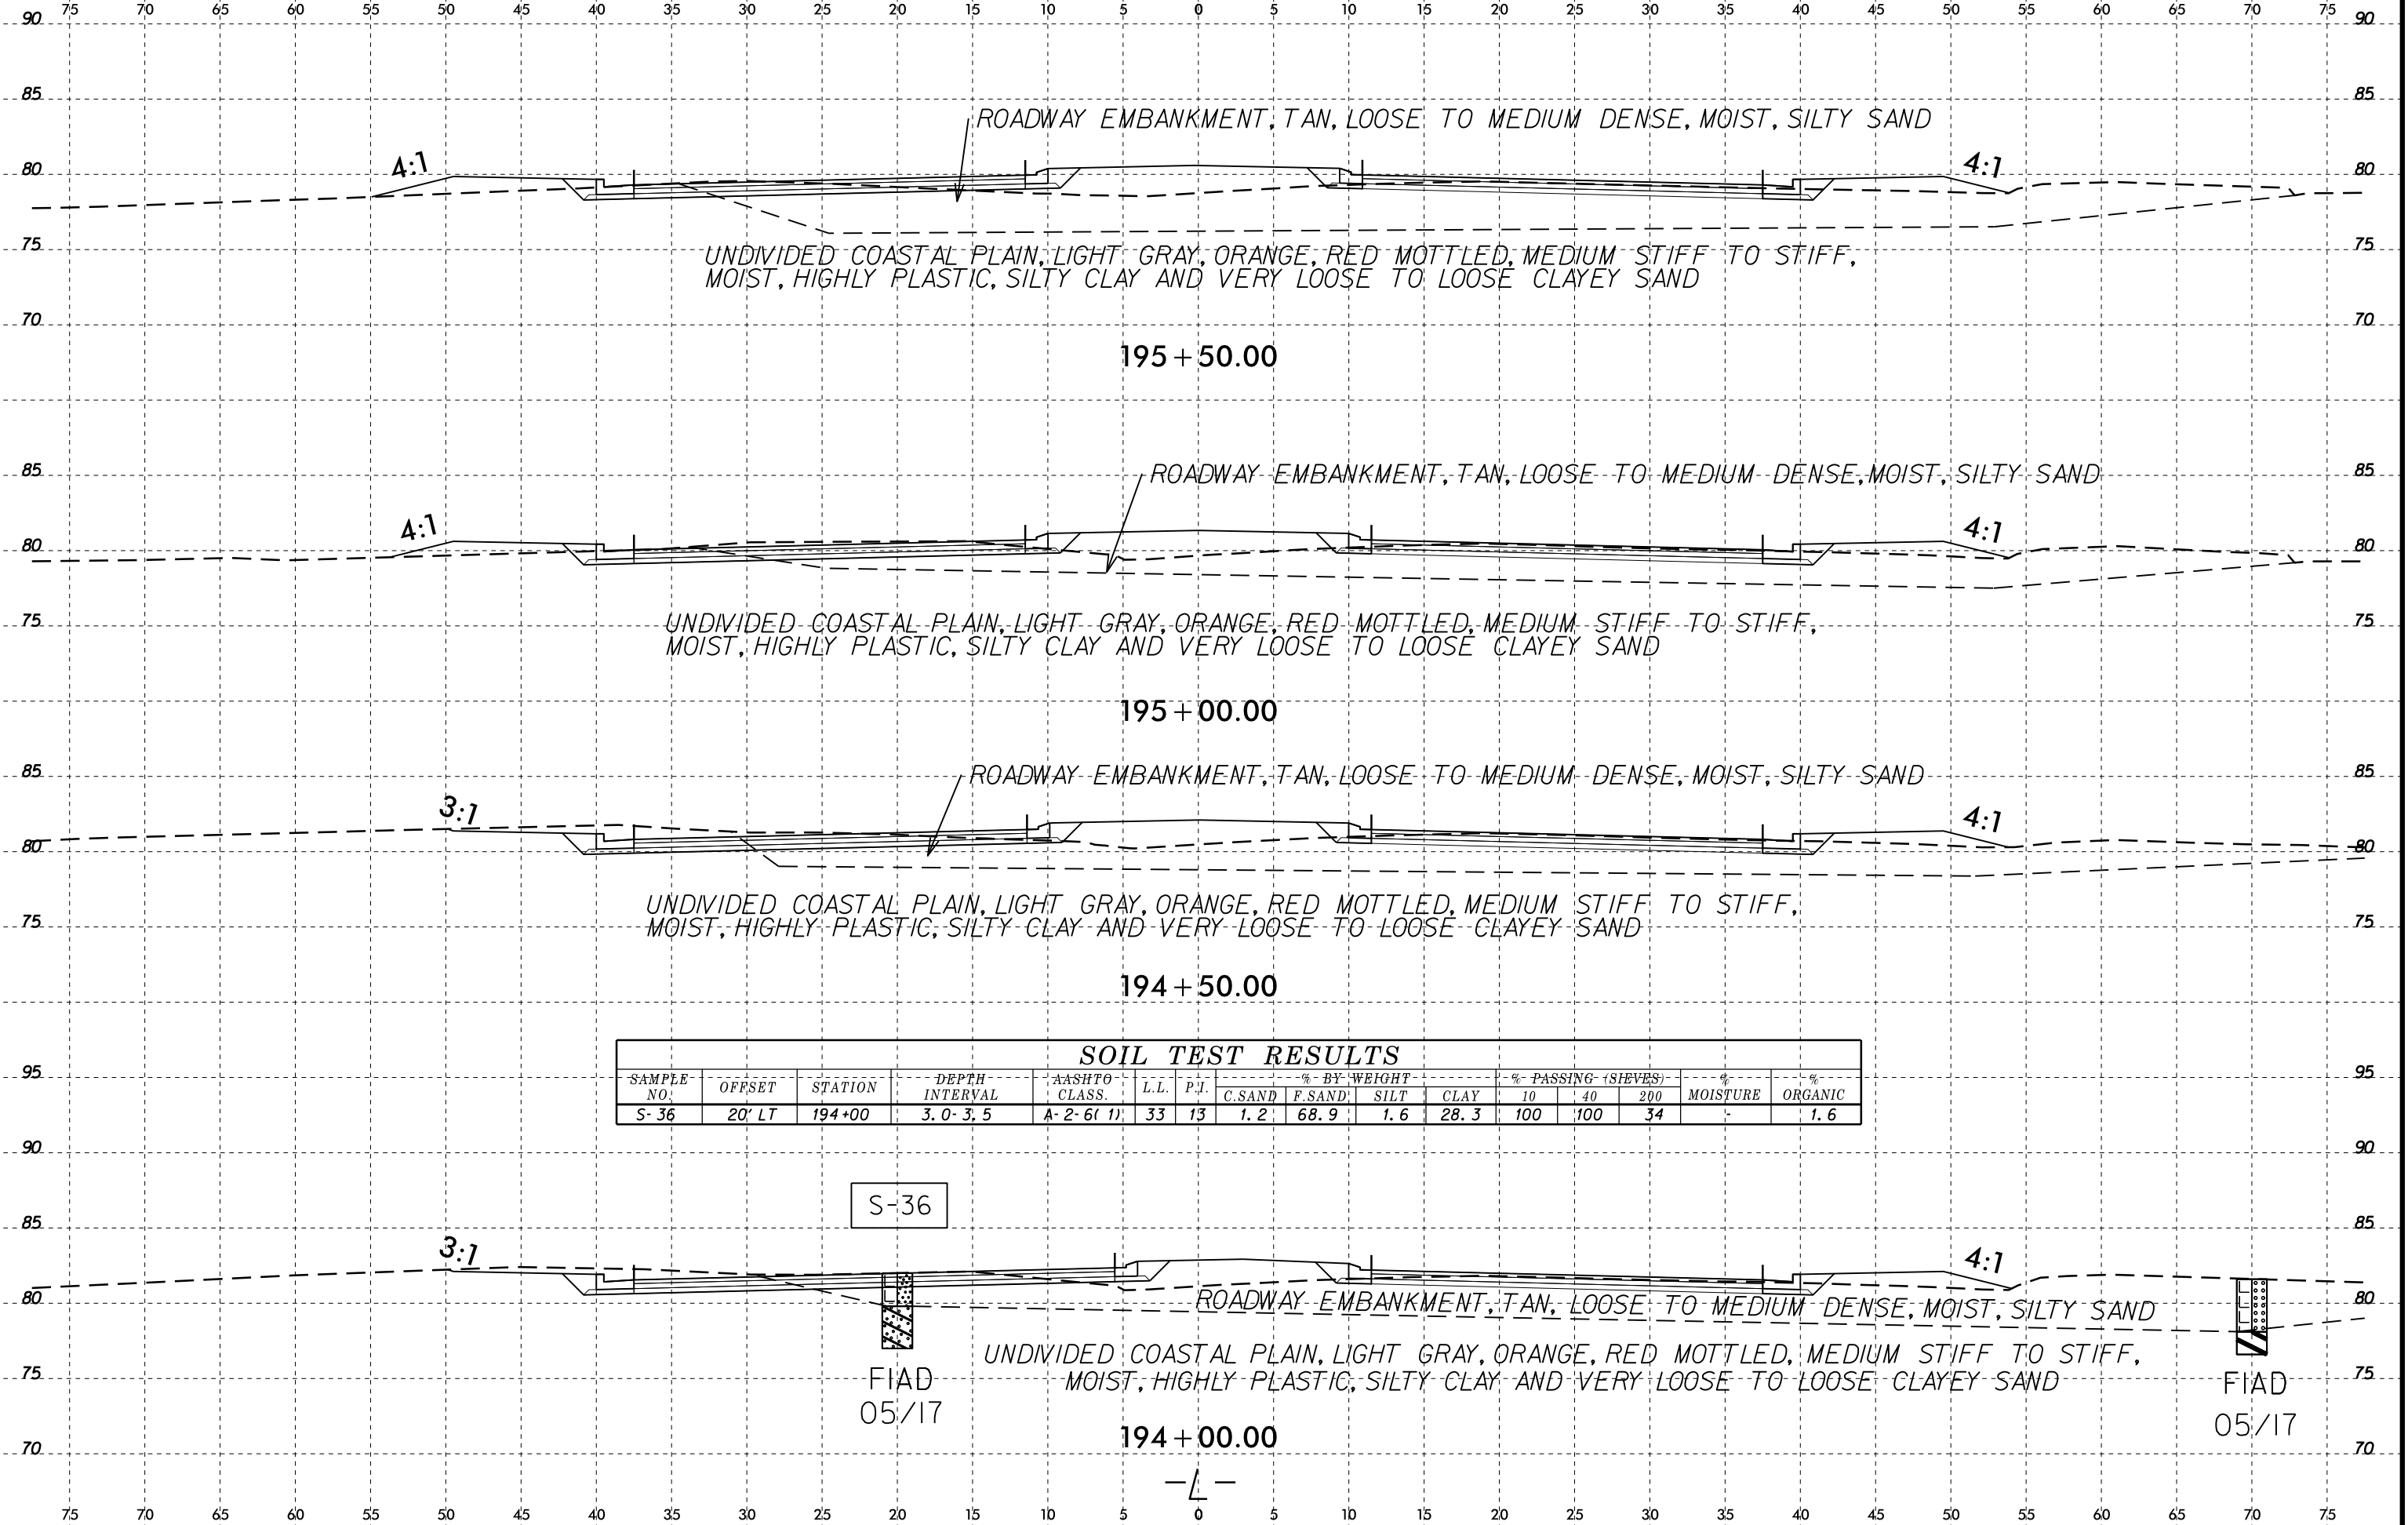 75 70 65 60 55 50 45 40 35 30 25 20 15 10 5 0 5 10 15 20 25 30 35 40 45 50 55 60 65 70 75
90 90
85 85
ROADWAY EMBANKMENT, TAN, LOOSE TO MEDIUM DENSE, MOIST, SILTY SAND
4:1 4:1
80 80
75 75
UNDIVIDED COASTAL PLAIN, LIGHT GRAY, ORANGE, RED MOTTLED, MEDIUM STIFF TO STIFF,
MOIST, HIGHLY PLASTIC, SILTY CLAY AND VERY LOOSE TO LOOSE CLAYEY SAND
70 70
195+50.00
85 85
ROADWAY EMBANKMENT, TAN, LOOSE TO MEDIUM DENSE, MOIST, SILTY SAND
4:1 4:1
80 80
75 75
UNDIVIDED COASTAL PLAIN, LIGHT GRAY, ORANGE, RED MOTTLED, MEDIUM STIFF TO STIFF,
MOIST, HIGHLY PLASTIC, SILTY CLAY AND VERY LOOSE TO LOOSE CLAYEY SAND
195+00.00
85 85
ROADWAY EMBANKMENT, TAN, LOOSE TO MEDIUM DENSE, MOIST, SILTY SAND
3:1 4:1
80 80
UNDIVIDED COASTAL PLAIN, LIGHT GRAY, ORANGE, RED MOTTLED, MEDIUM STIFF TO STIFF,
75 75
MOIST, HIGHLY PLASTIC, SILTY CLAY AND VERY LOOSE TO LOOSE CLAYEY SAND
194+50.00
SOIL TEST RESULTS
95 95
SAMPLE NO. OFFSET STATION DEPTH INTERVAL AASHTO CLASS. L.L. P.I. % BY WEIGHT % PASSING (SIEVES) % MOISTURE % ORGANIC
C.SAND F.SAND SILT CLAY 10 40 200
S-36 20' LT 194+00 3.0-3.5 A-2-6(1) 33 13 1.2 68.9 1.6 28.3 100 100 34 - 1.6
90 90
S-36
85 85
3:1 4:1
80 80
ROADWAY EMBANKMENT, TAN, LOOSE TO MEDIUM DENSE, MOIST, SILTY SAND
UNDIVIDED COASTAL PLAIN, LIGHT GRAY, ORANGE, RED MOTTLED, MEDIUM STIFF TO STIFF,
75 75
MOIST, HIGHLY PLASTIC, SILTY CLAY AND VERY LOOSE TO LOOSE CLAYEY SAND
FIAD FIAD
05/17 05/17
194+00.00
70 70
-L-
75 70 65 60 55 50 45 40 35 30 25 20 15 10 5 0 5 10 15 20 25 30 35 40 45 50 55 60 65 70 75